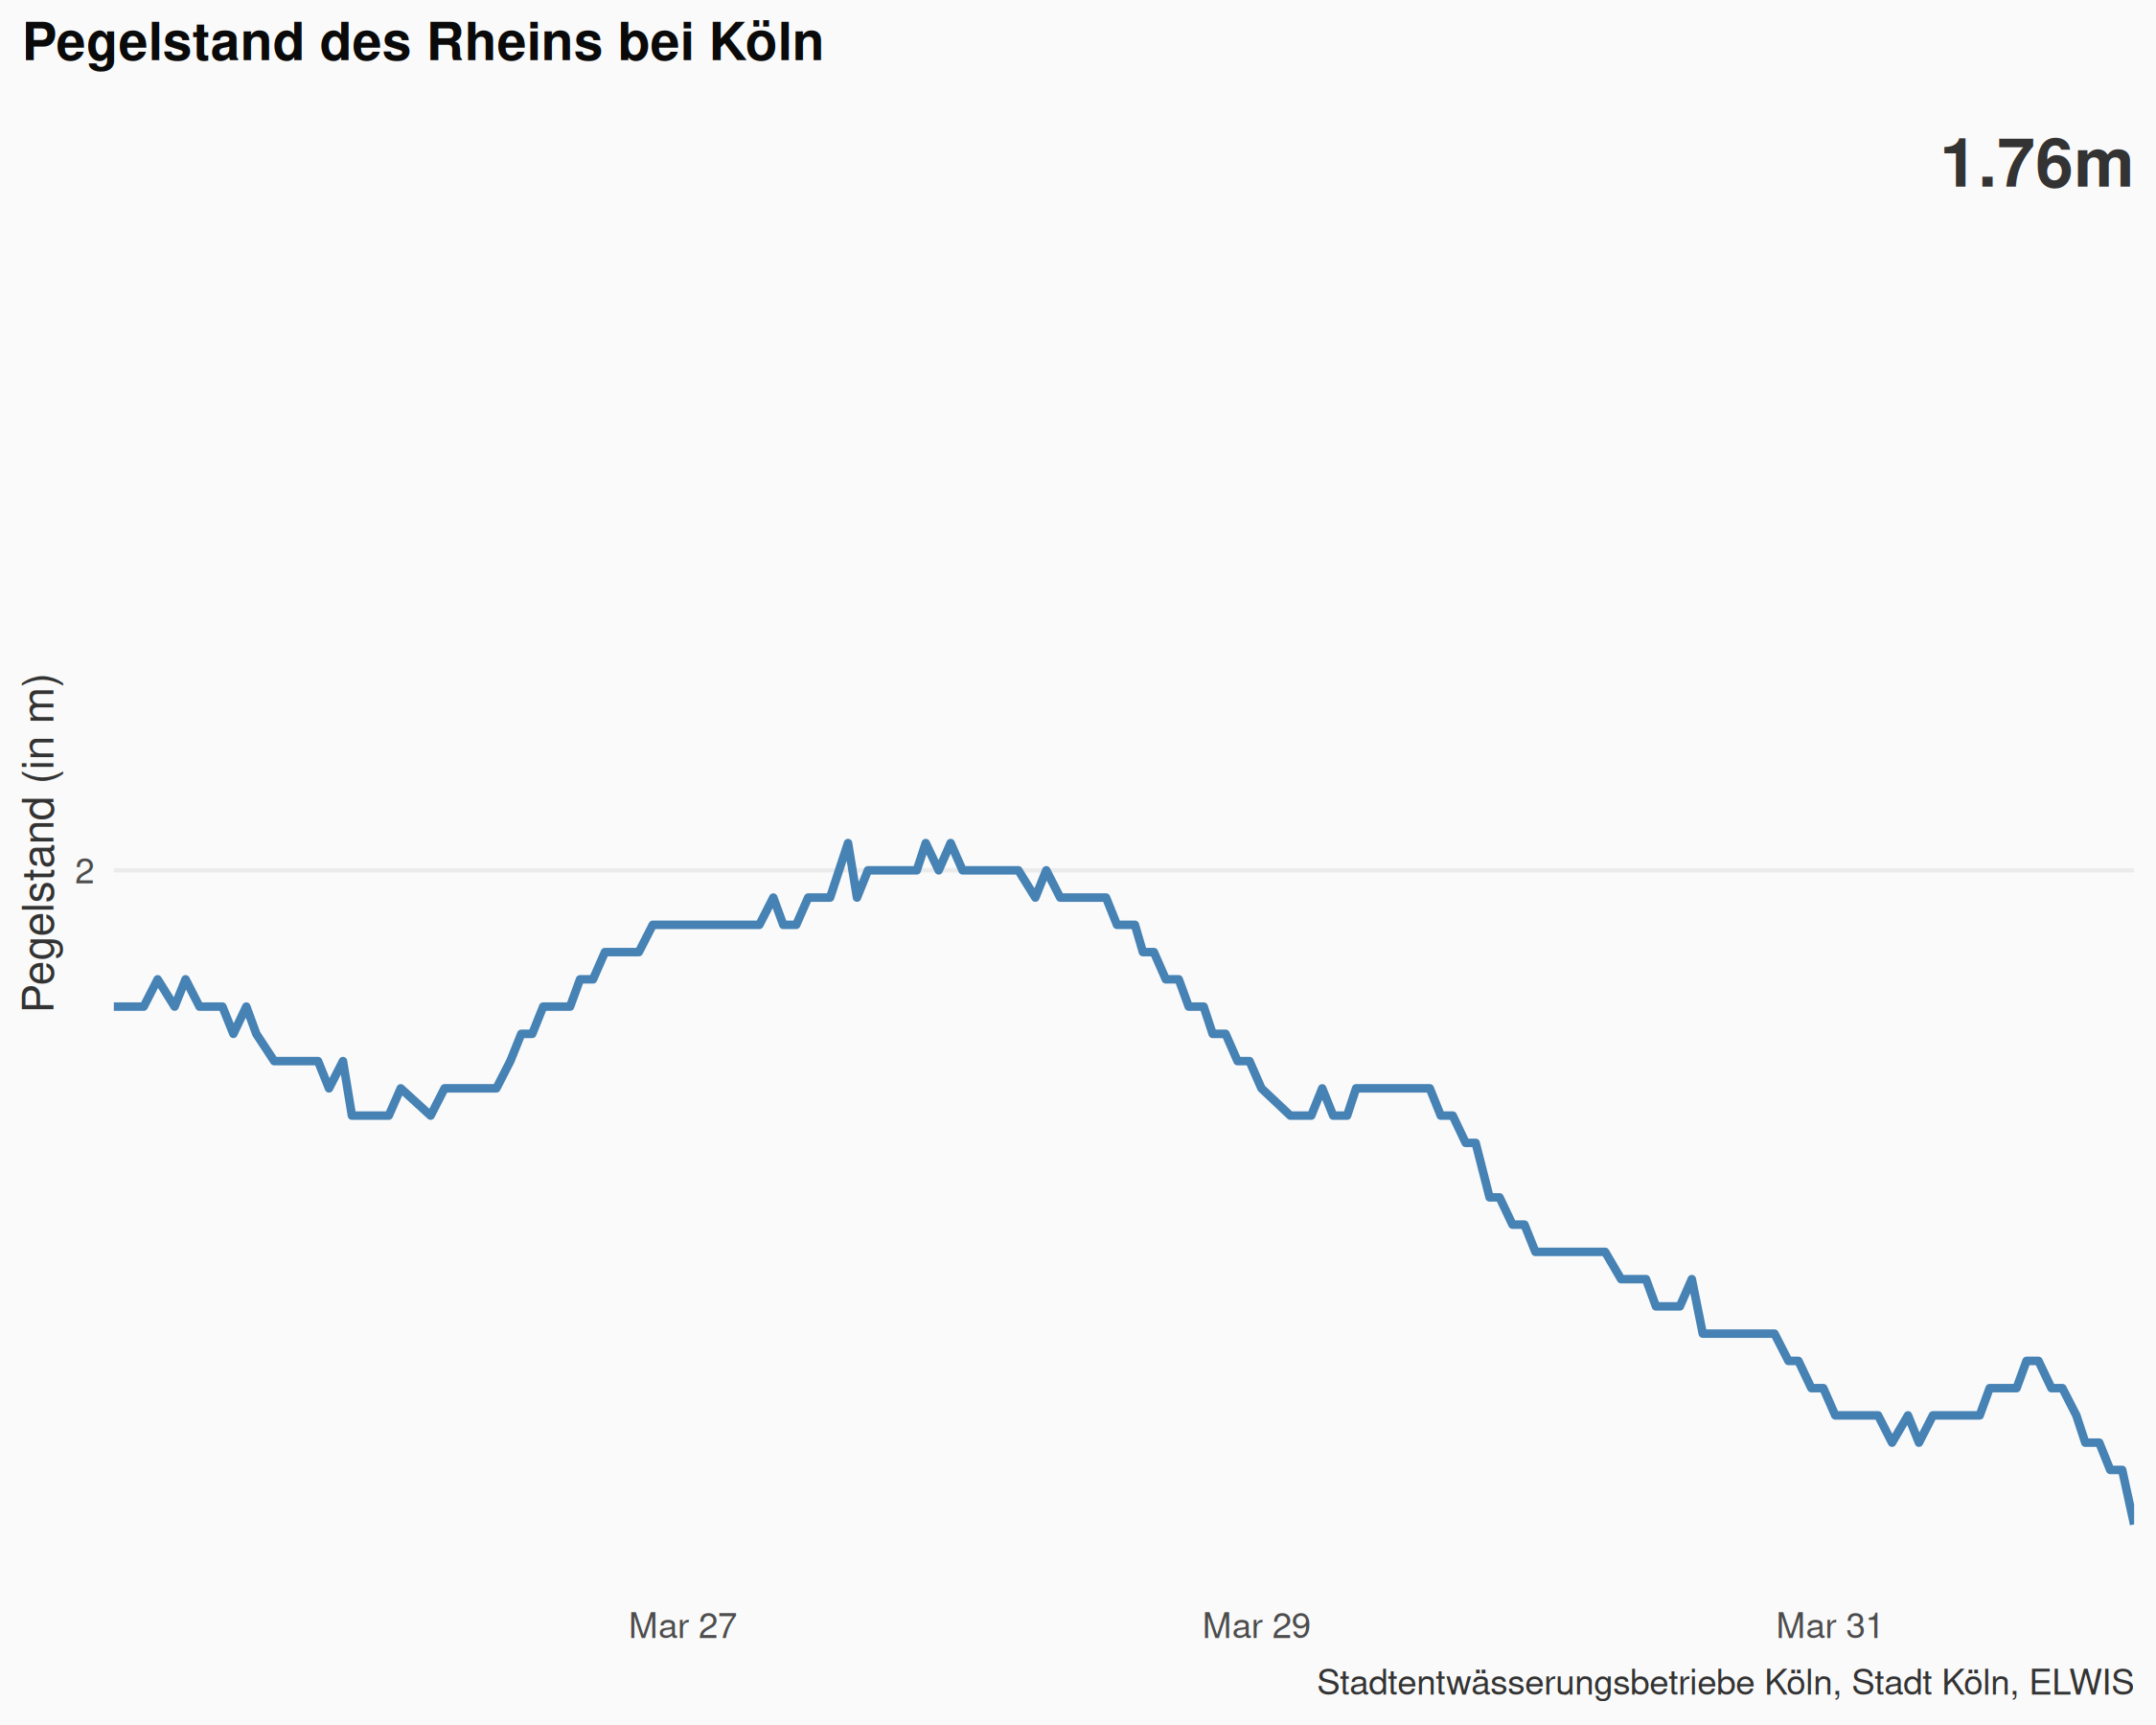 Pegelstand des Rheins bei Köln
1.76m
Pegelstand (in m)
2
Mar 27
Mar 29
Mar 31
Stadtentwässerungsbetriebe Köln, Stadt Köln, ELWIS